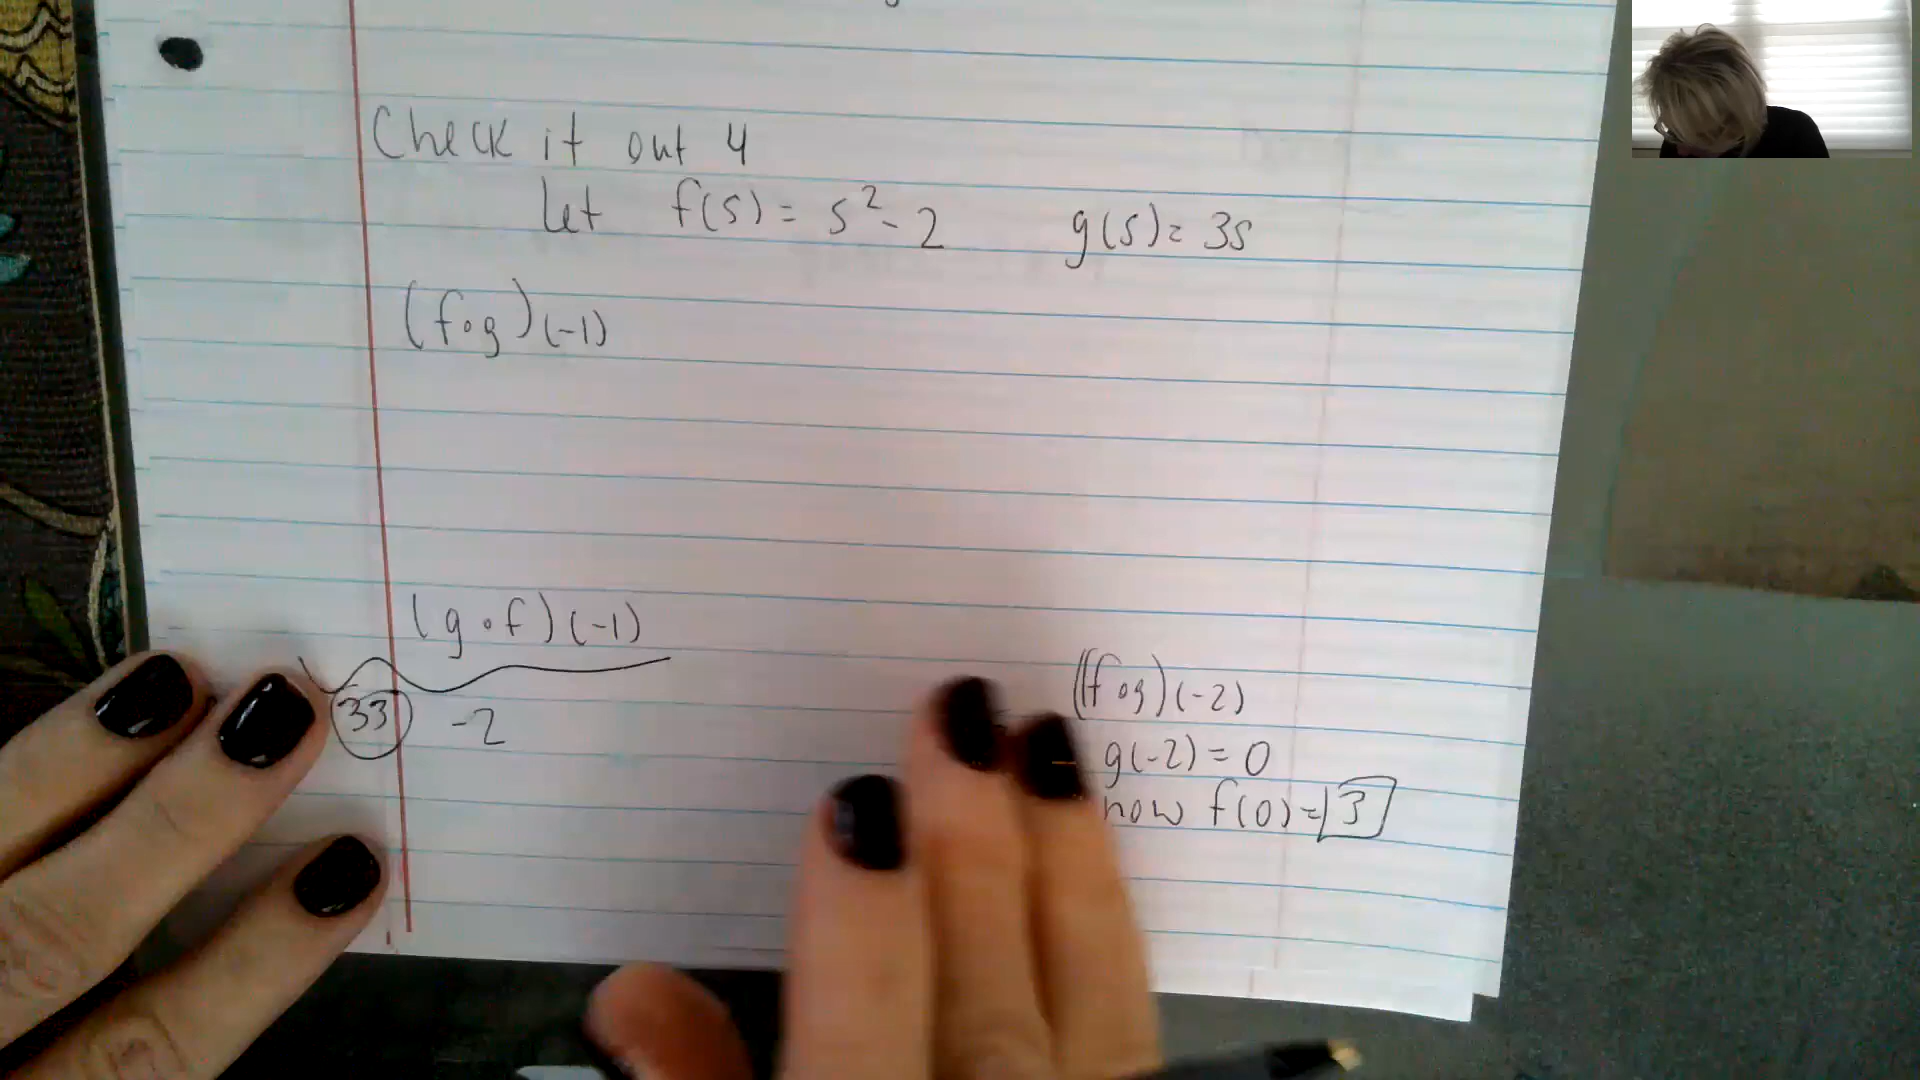 Check it out 4
let f(s) = s² - 2 g(s) = 3s
(f∘g)(-1)
(g∘f)(-1)
33 -2
(f∘g)(-2)
g(-2) = 0
now f(0) = 3